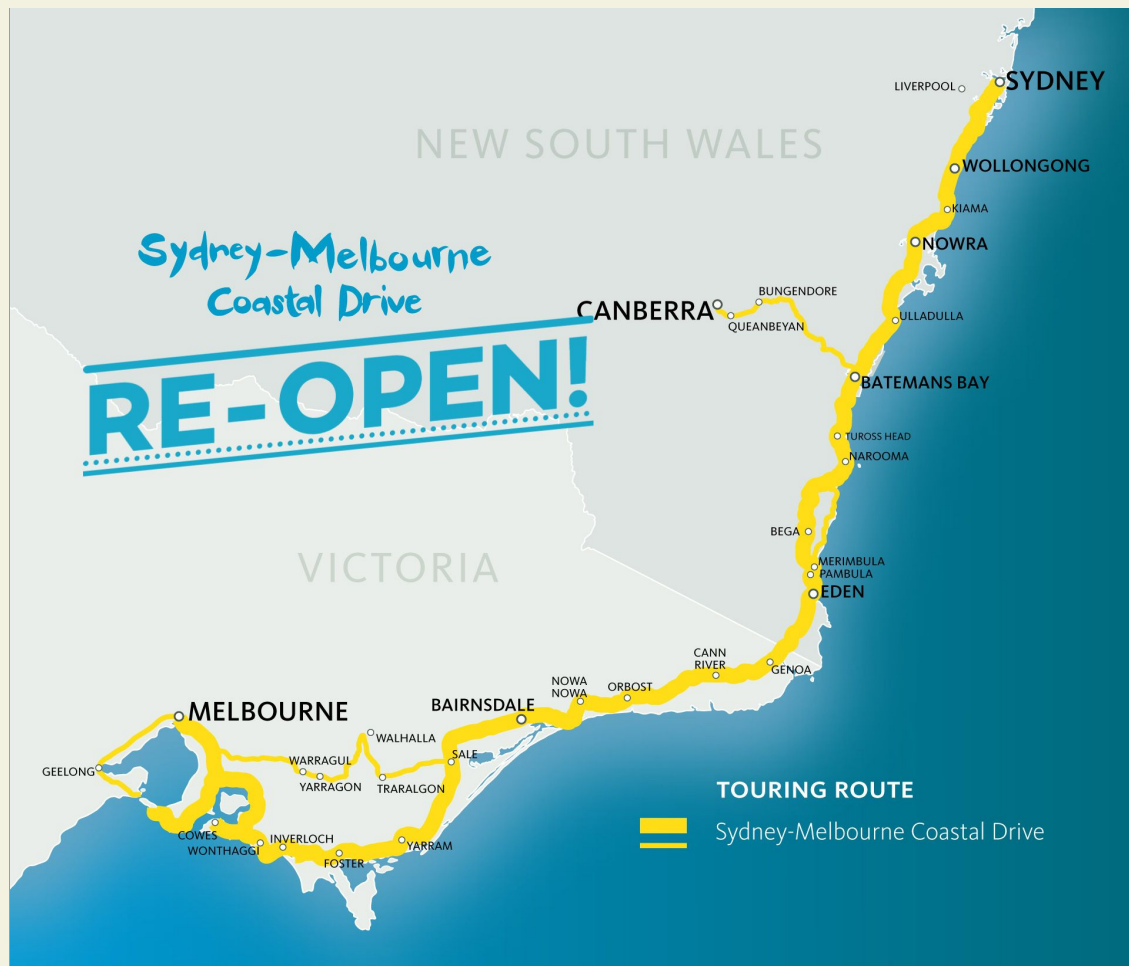 SYDNEY
LIVERPOOL
NEW SOUTH WALES
WOLLONGONG
KIAMA
Sydney-Melbourne
Coastal Drive
NOWRA
BUNGENDORE
CANBERRA
QUEANBEYAN
ULLADULLA
RE-OPEN!
BATEMANS BAY
TUROSS HEAD
NAROOMA
BEGA
VICTORIA
MERIMBULA
PAMBULA
EDEN
CANN
RIVER
GENOA
NOWA
NOWA
ORBOST
BAIRNSDALE
MELBOURNE
WALHALLA
SALE
WARRAGUL
GEELONG
YARRAGON
TRARALGON
COWES
WONTHAGGI
INVERLOCH
YARRAM
FOSTER
TOURING ROUTE
Sydney-Melbourne Coastal Drive